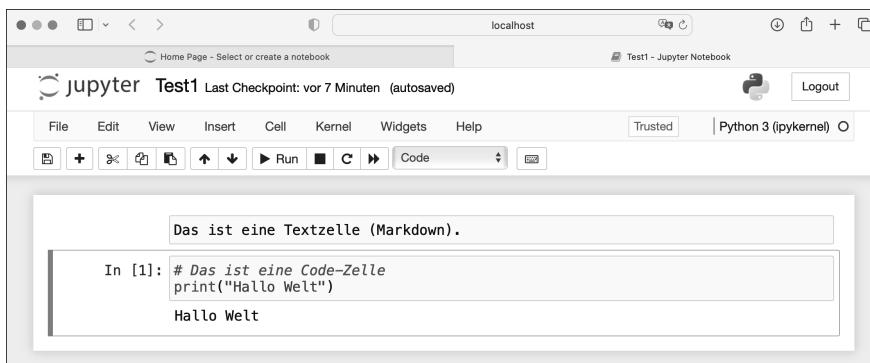 localhost
Home Page - Select or create a notebook
Test1 - Jupyter Notebook
jupyter Test1 Last Checkpoint: vor 7 Minuten (autosaved)
Logout
File Edit View Insert Cell Kernel Widgets Help
Trusted Python 3 (ipykernel)
Run Code
Das ist eine Textzelle (Markdown).
In [1]: # Das ist eine Code-Zelle
print("Hallo Welt")
Hallo Welt